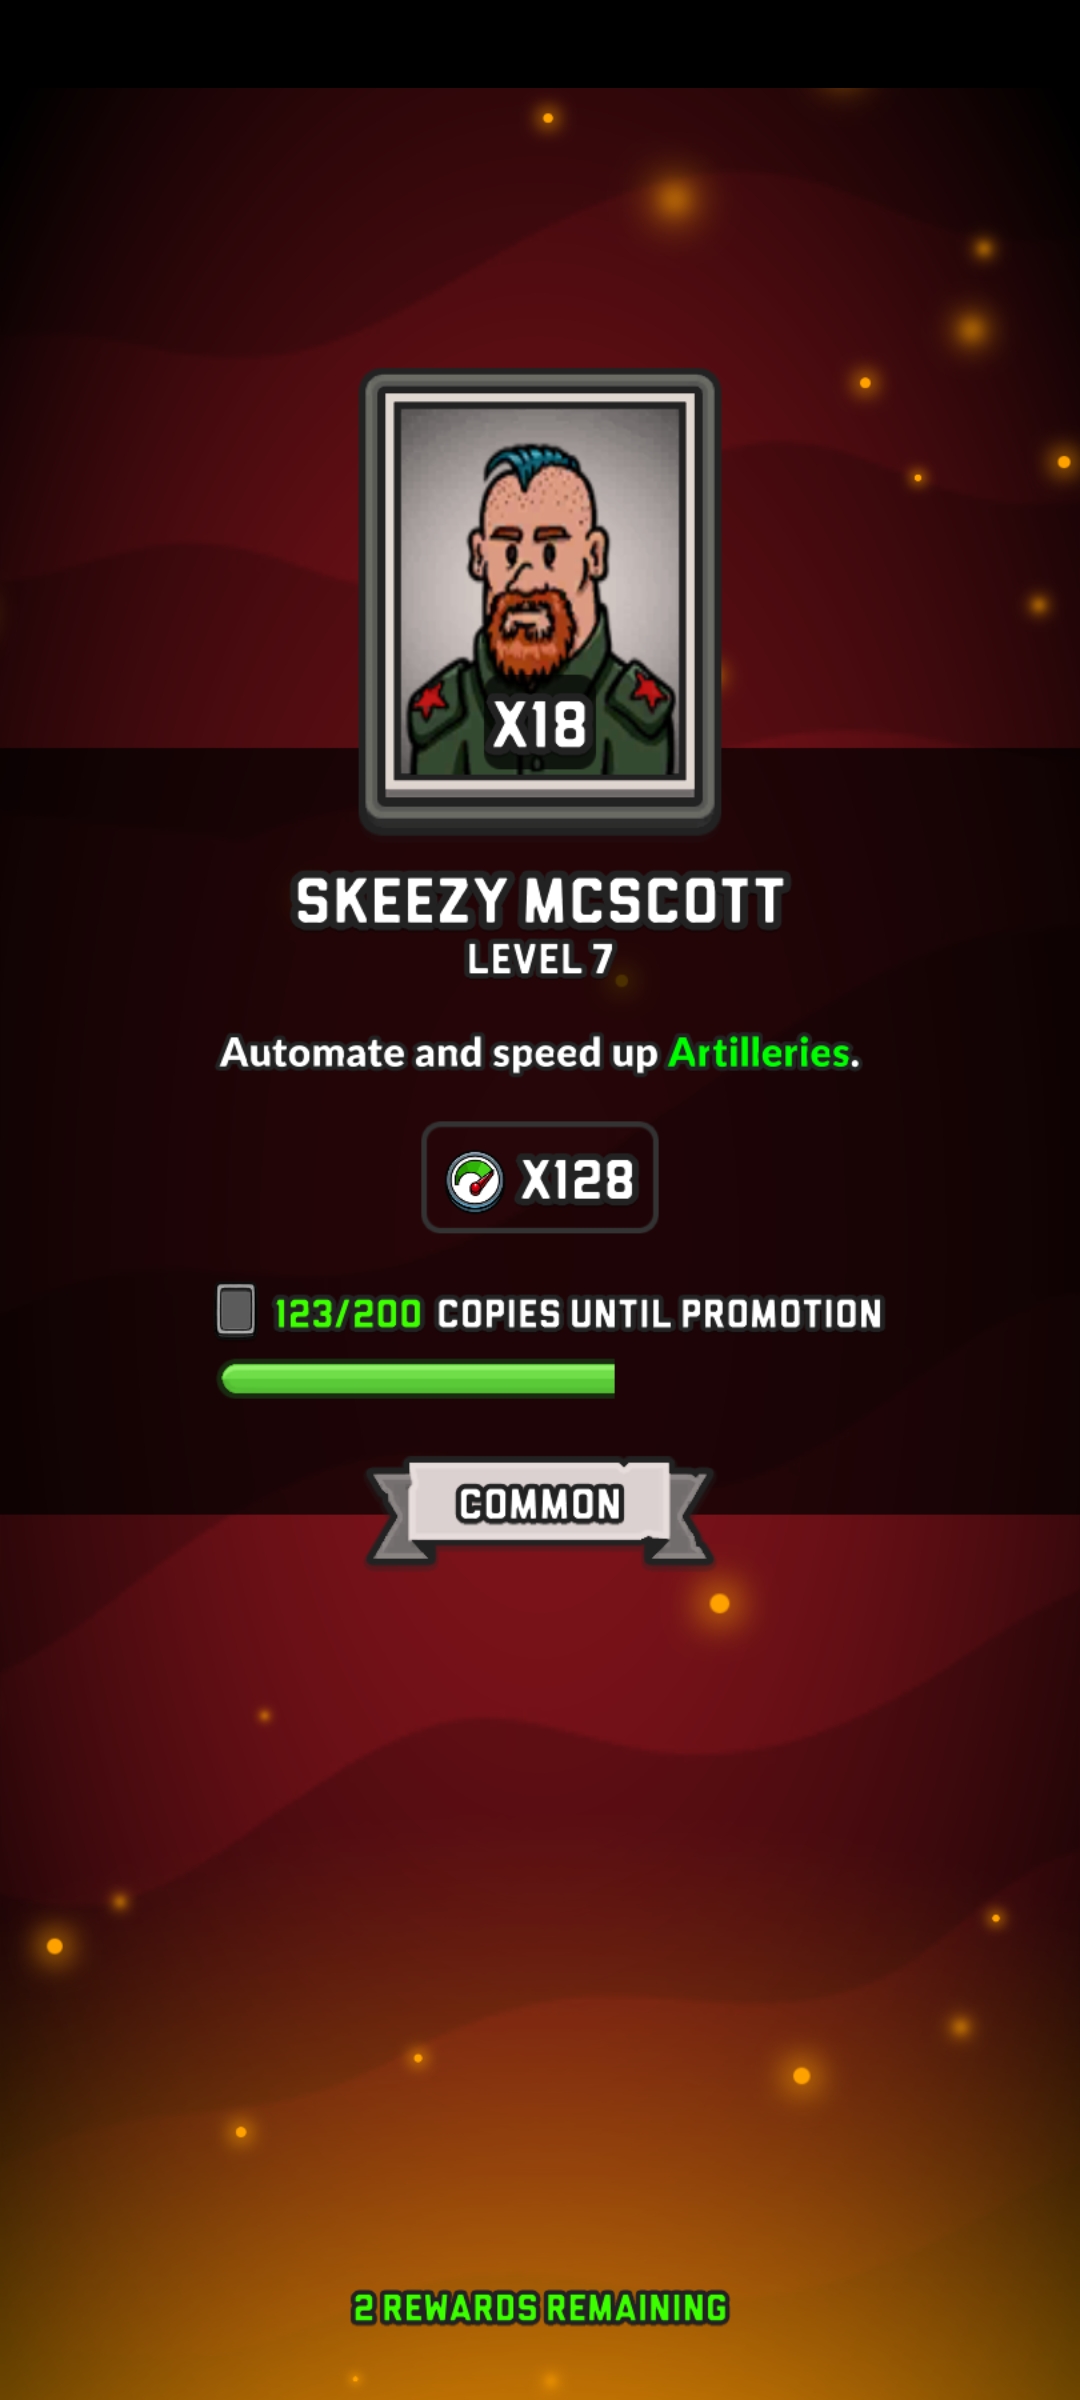 X18
SKEEZY MCSCOTT
LEVEL 7
Automate and speed up Artilleries.
X128
123/200 COPIES UNTIL PROMOTION
COMMON
2 REWARDS REMAINING